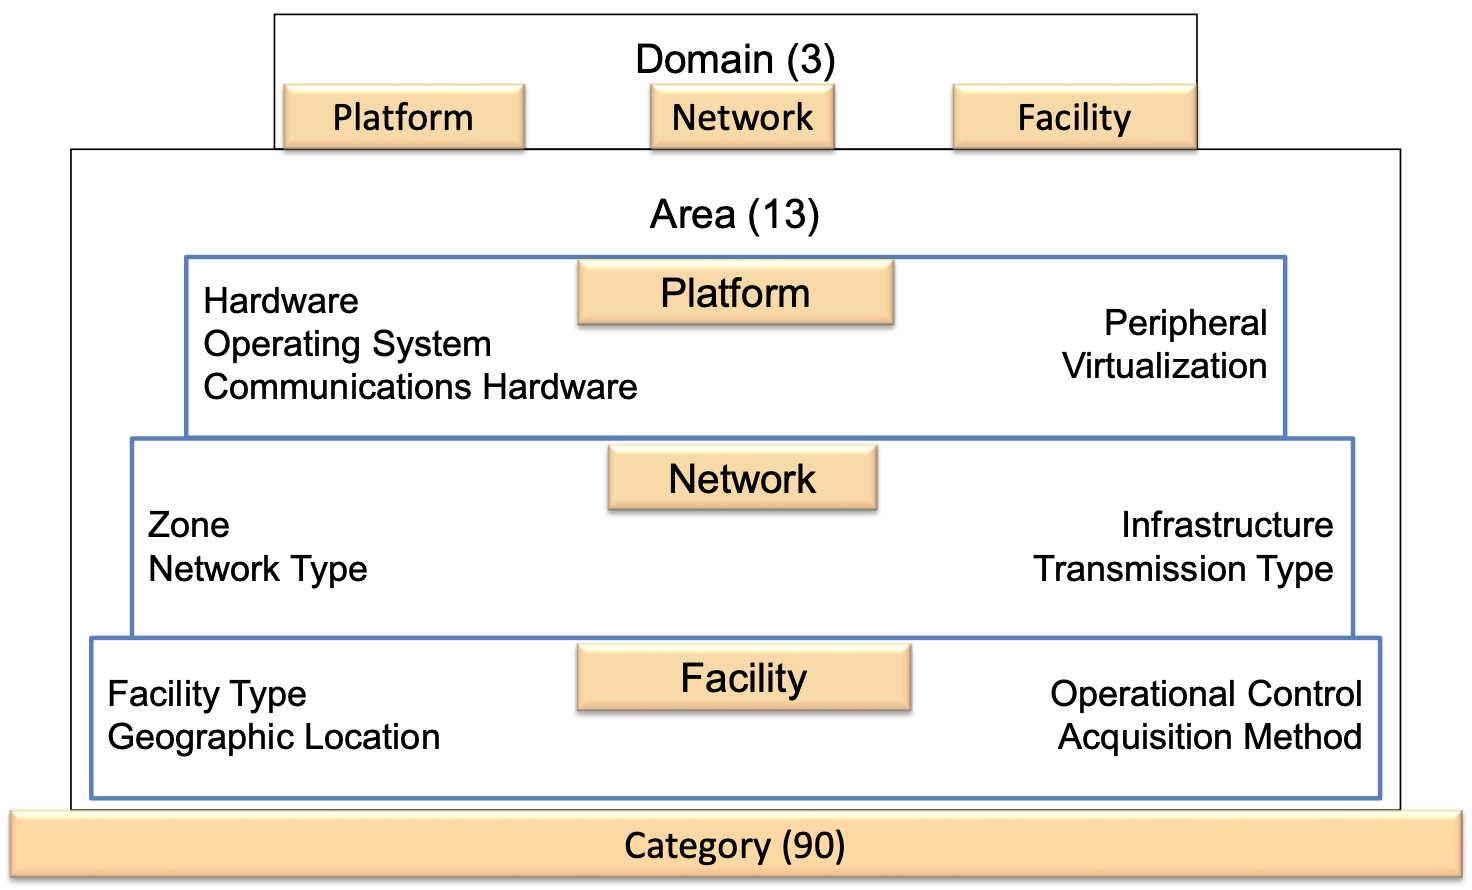 Domain (3)
Platform
Network
Facility
Area (13)
Platform
Hardware
Operating System
Communications Hardware
Peripheral
Virtualization
Network
Zone
Network Type
Infrastructure
Transmission Type
Facility
Facility Type
Geographic Location
Operational Control
Acquisition Method
Category (90)